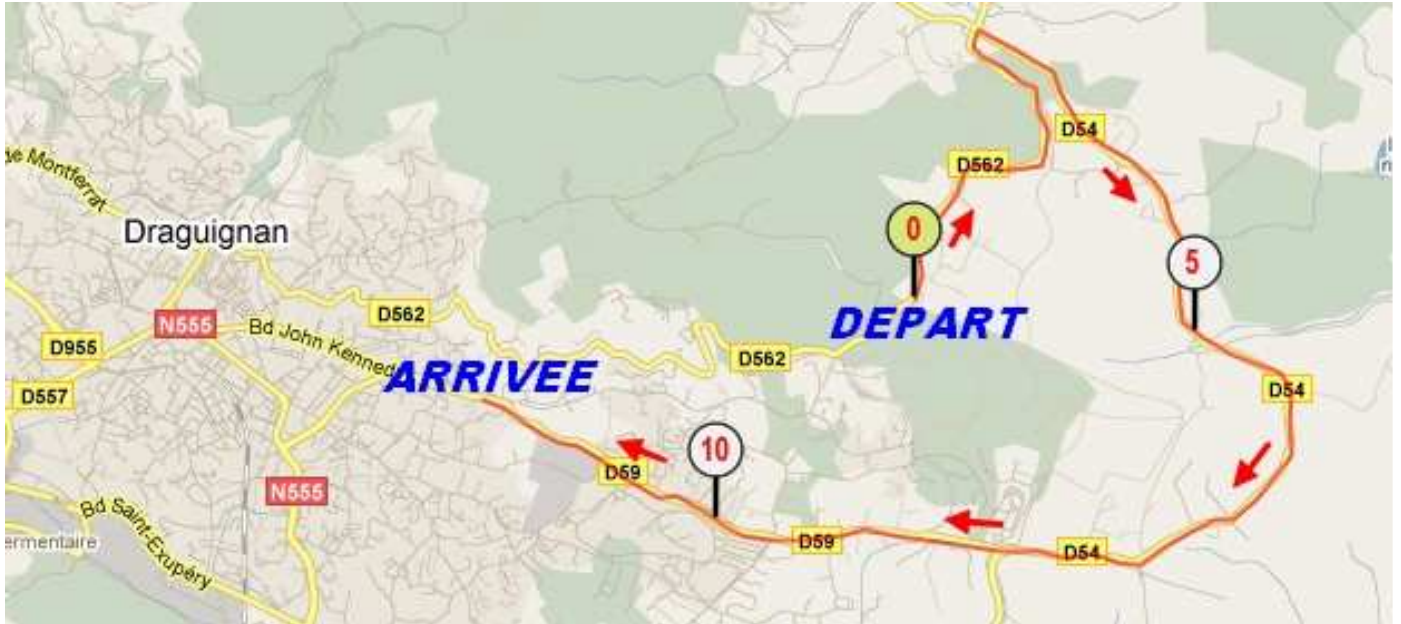 D54
D562
Montferrat
0
Draguignan
5
D562
N555
Bd John Kenned
DEPART
D955
D562
ARRIVEE
D557
D54
10
D59
N555
Bd Saint-Exupéry
D59
D54
ermentaire